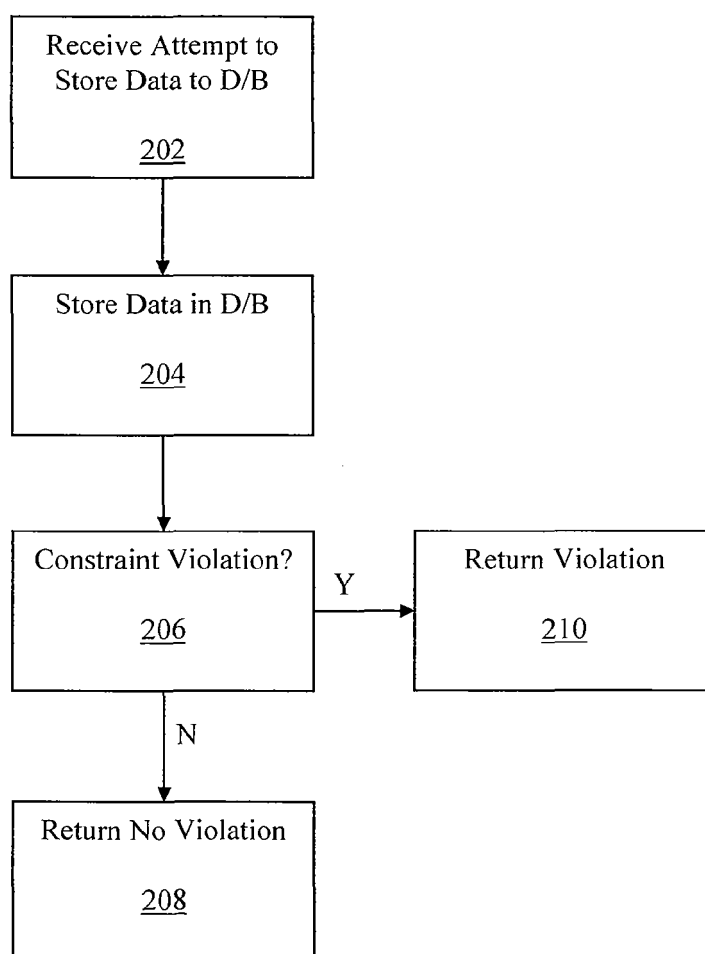 Receive Attempt to
Store Data to D/B
202
Store Data in D/B
204
Constraint Violation?
206
Y
Return Violation
210
N
Return No Violation
208